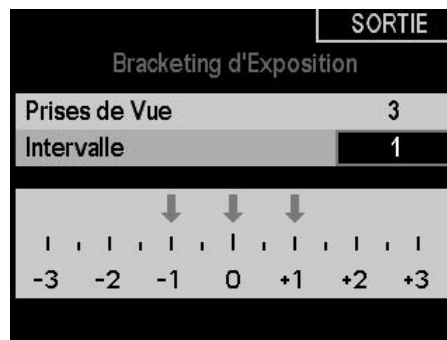 SORTIE
Bracketing d'Exposition
Prises de Vue 3
Intervalle 1
-3 -2 -1 0 +1 +2 +3